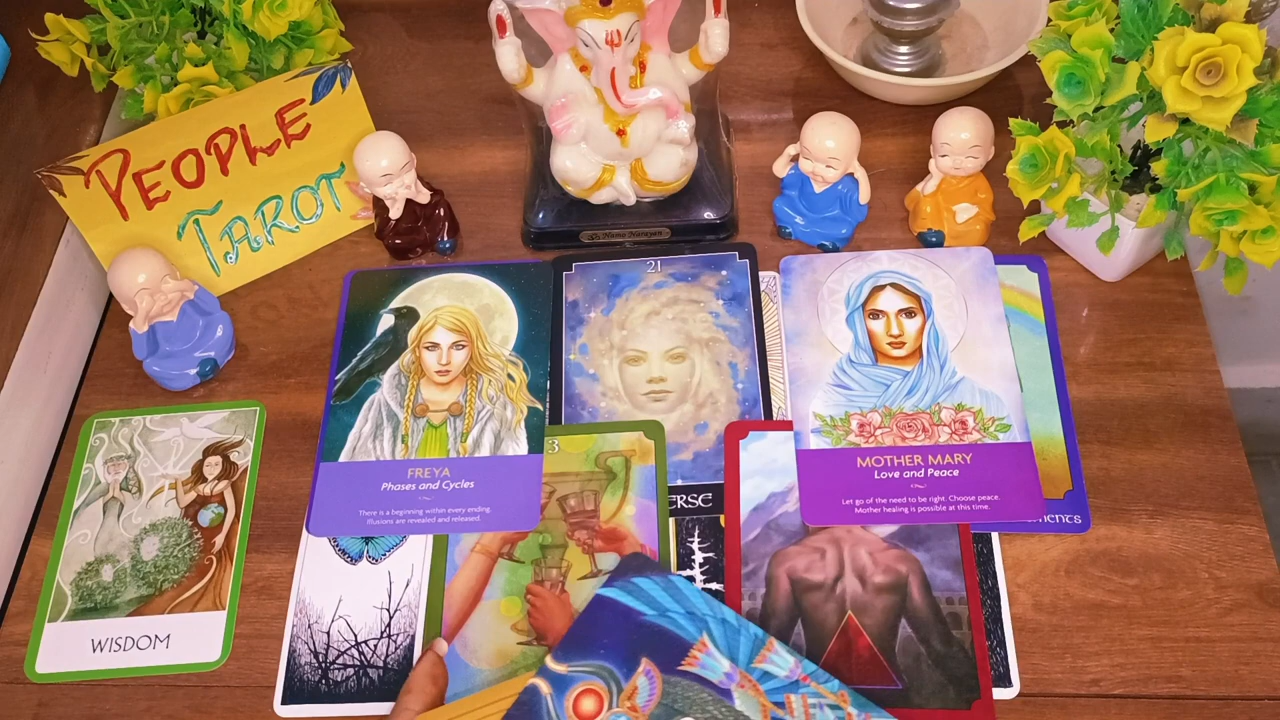 PEOPLE
TAROT
Namo Narayan
21
FREYA
Phases and Cycles
There is a beginning within every ending.
Illusions are revealed and released.
MOTHER MARY
Love and Peace
Let go of the need to be right. Choose peace.
Mother healing is possible at this time.
3
ERSE
MENTS
WISDOM